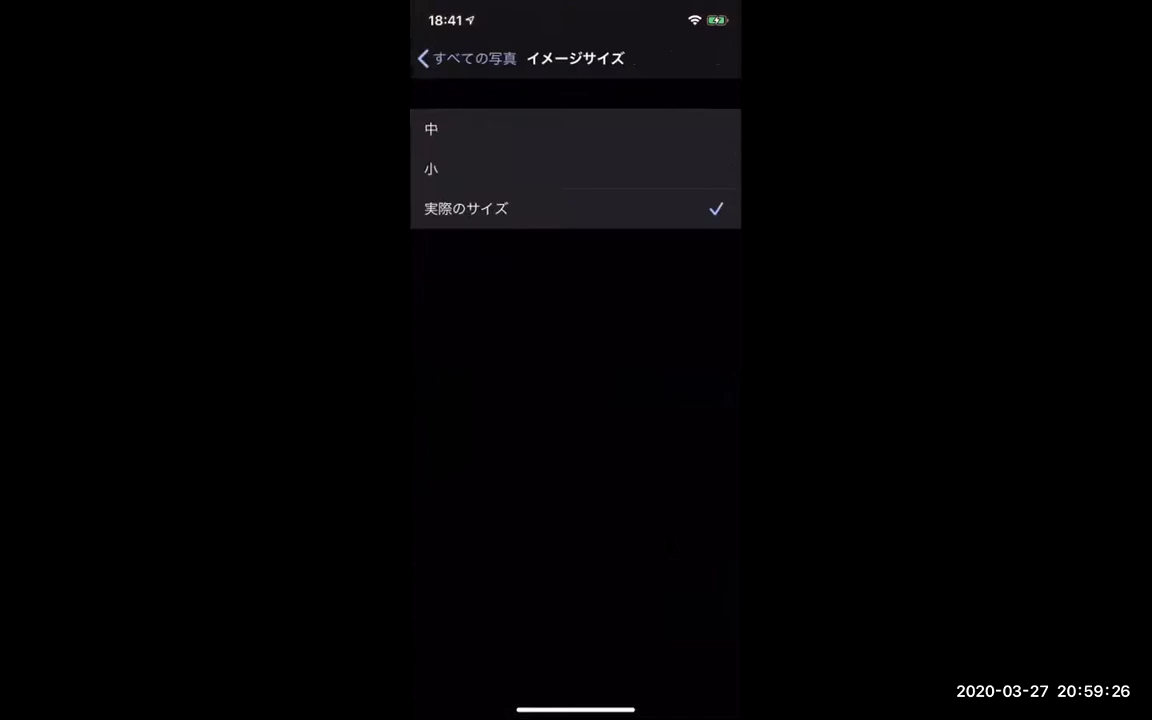 18:41
すべての写真 イメージサイズ
中
小
実際のサイズ
2020-03-27 20:59:26